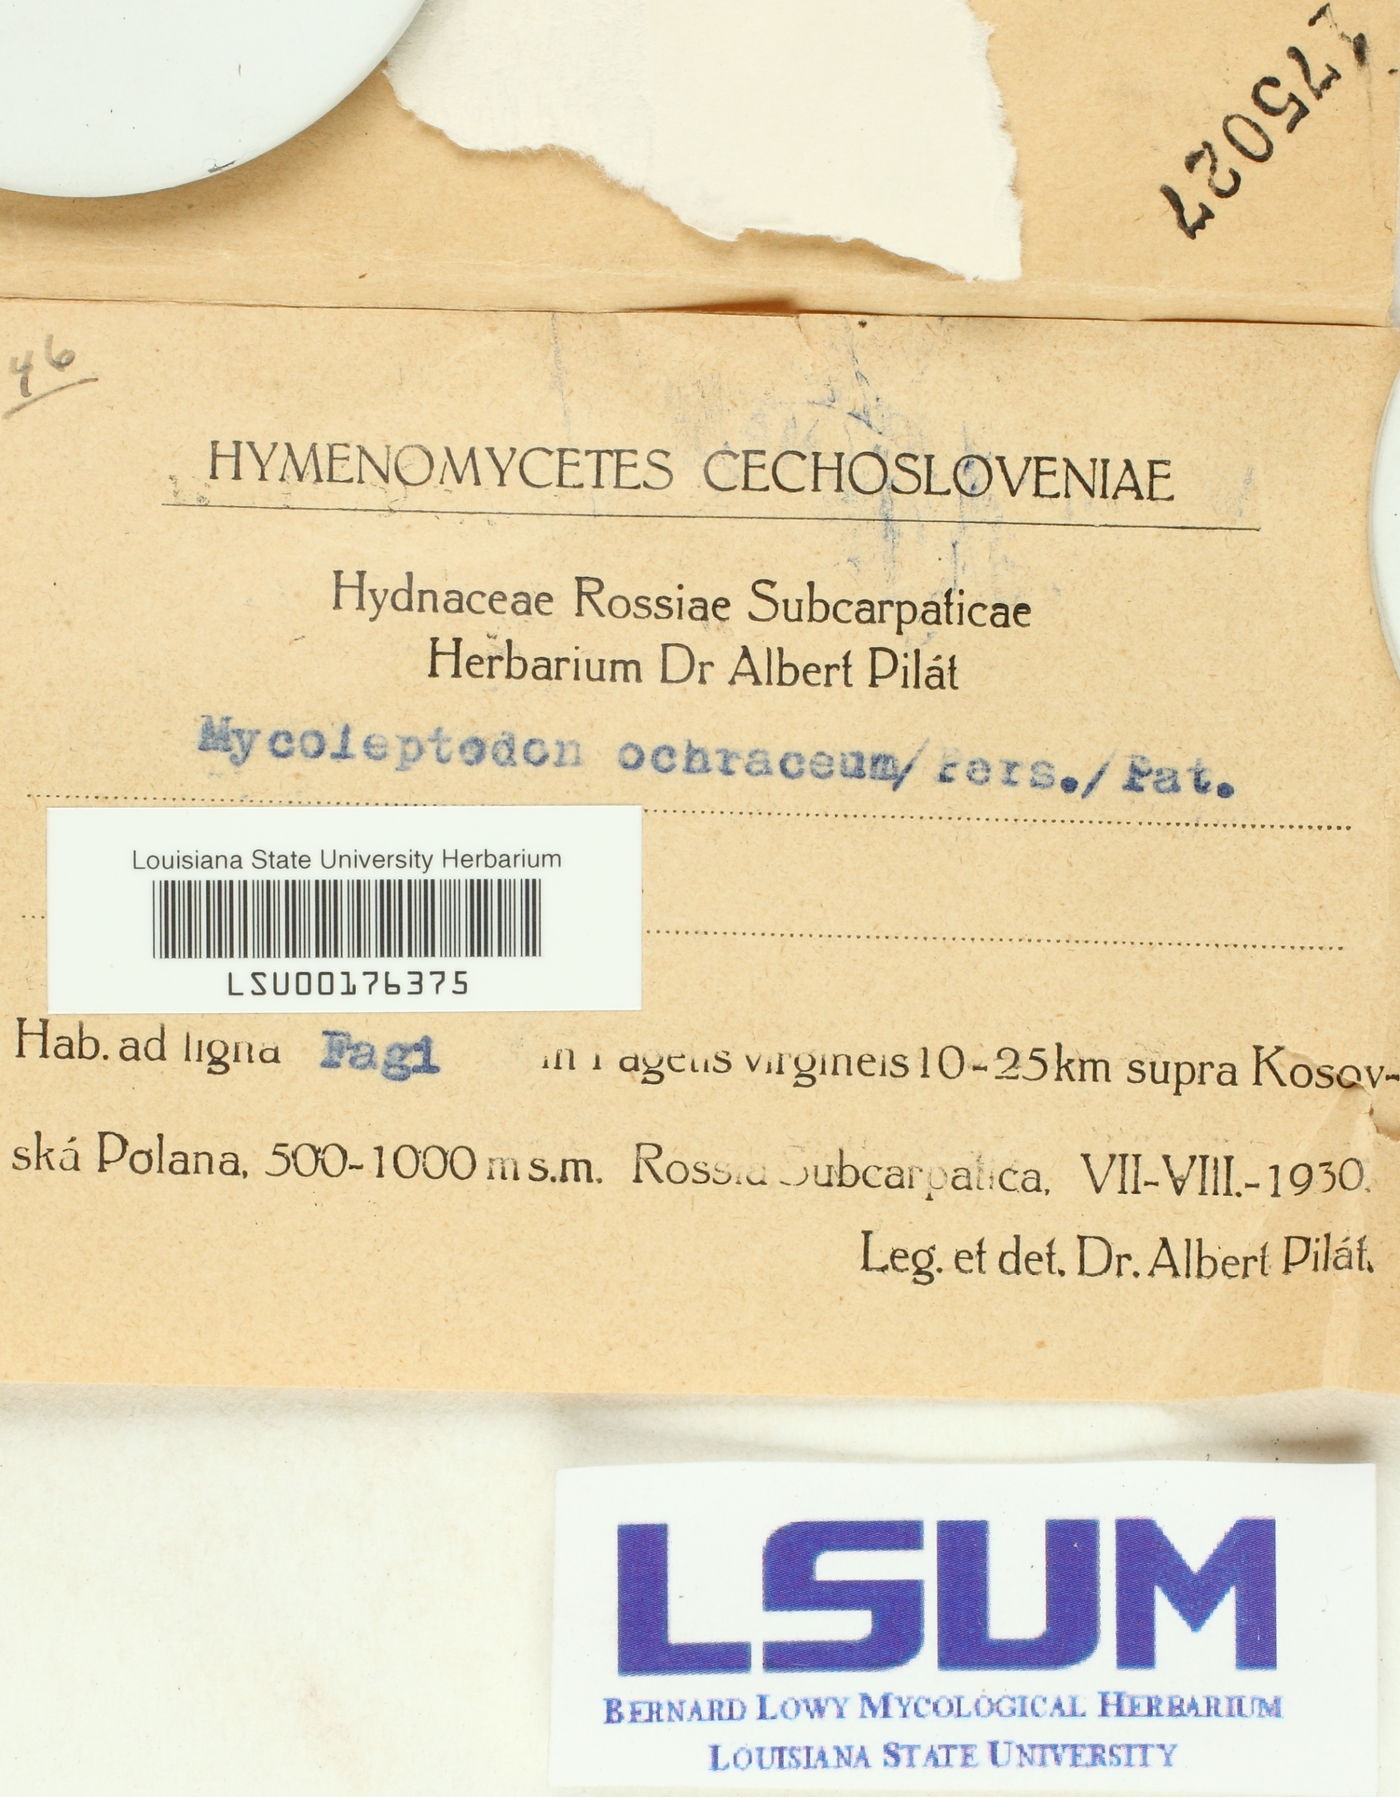 75027
46
HYMENOMYCETES CECHOSLOVENIAE
Hydnaceae Rossiae Subcarpaticae
Herbarium Dr Albert Pilát
Mycoleptodon ochraceum/Pers./Pat.
Louisiana State University Herbarium
LSU00176375
Hab. ad ligna Fagi in Fagetis virgineis 10-25km supra Kosov-
ská Polana, 500-1000 m s.m. Rossia Subcarpatica, VII-VIII.-1930.
Leg. et det. Dr. Albert Pilát.
LSUM
BERNARD LOWY MYCOLOGICAL HERBARIUM
LOUISIANA STATE UNIVERSITY